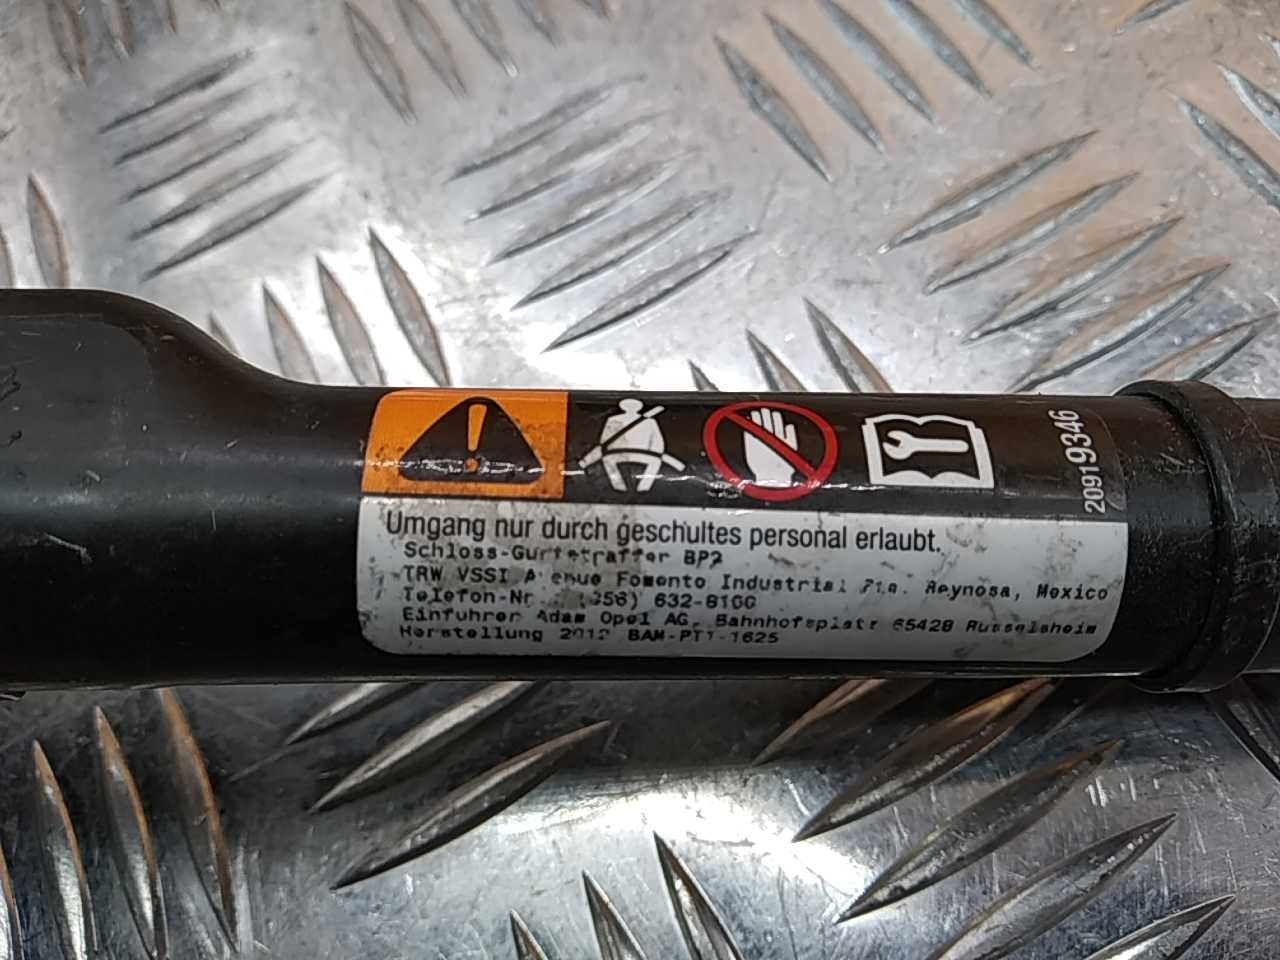 20919346
Umgang nur durch geschultes personal erlaubt.
Schloss-Gurtstraffer BP2
TRW VSSI Avenue Fomento Industrial Reynosa, Mexico
Telefon-Nr 632-8100
Einfuhrer Adam Opel AG. Bahnhofsplatz 65428 Russelsheim
Herstellung 2012 BAM-PT1-1625